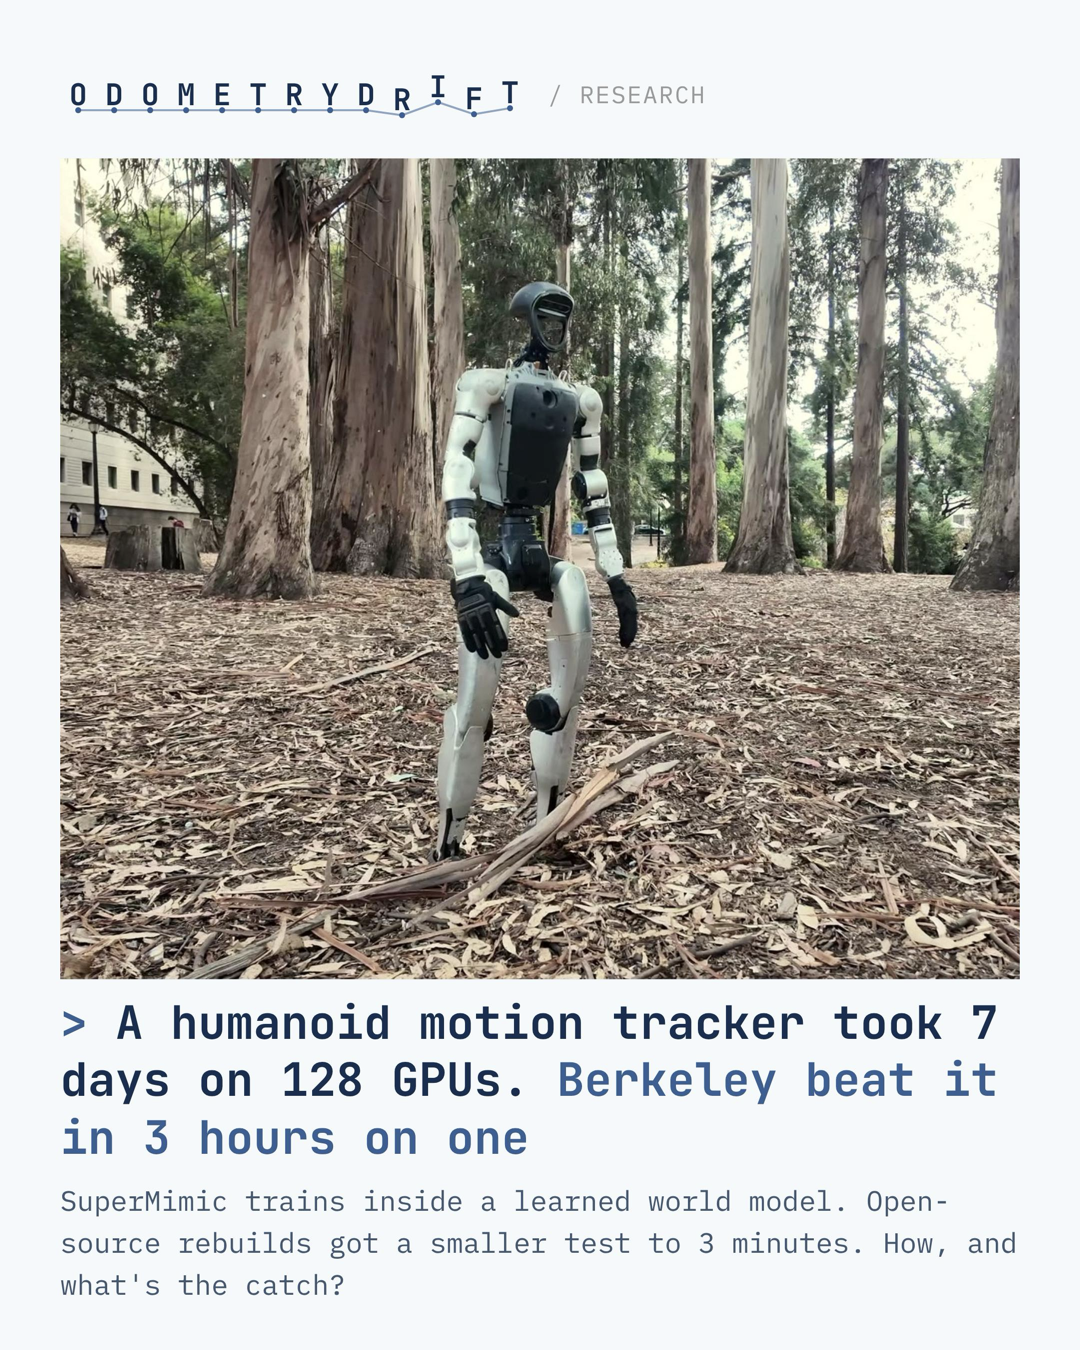 ODOMETRYDRIFT / RESEARCH
> A humanoid motion tracker took 7
days on 128 GPUs. Berkeley beat it
in 3 hours on one
SuperMimic trains inside a learned world model. Open-
source rebuilds got a smaller test to 3 minutes. How, and
what's the catch?